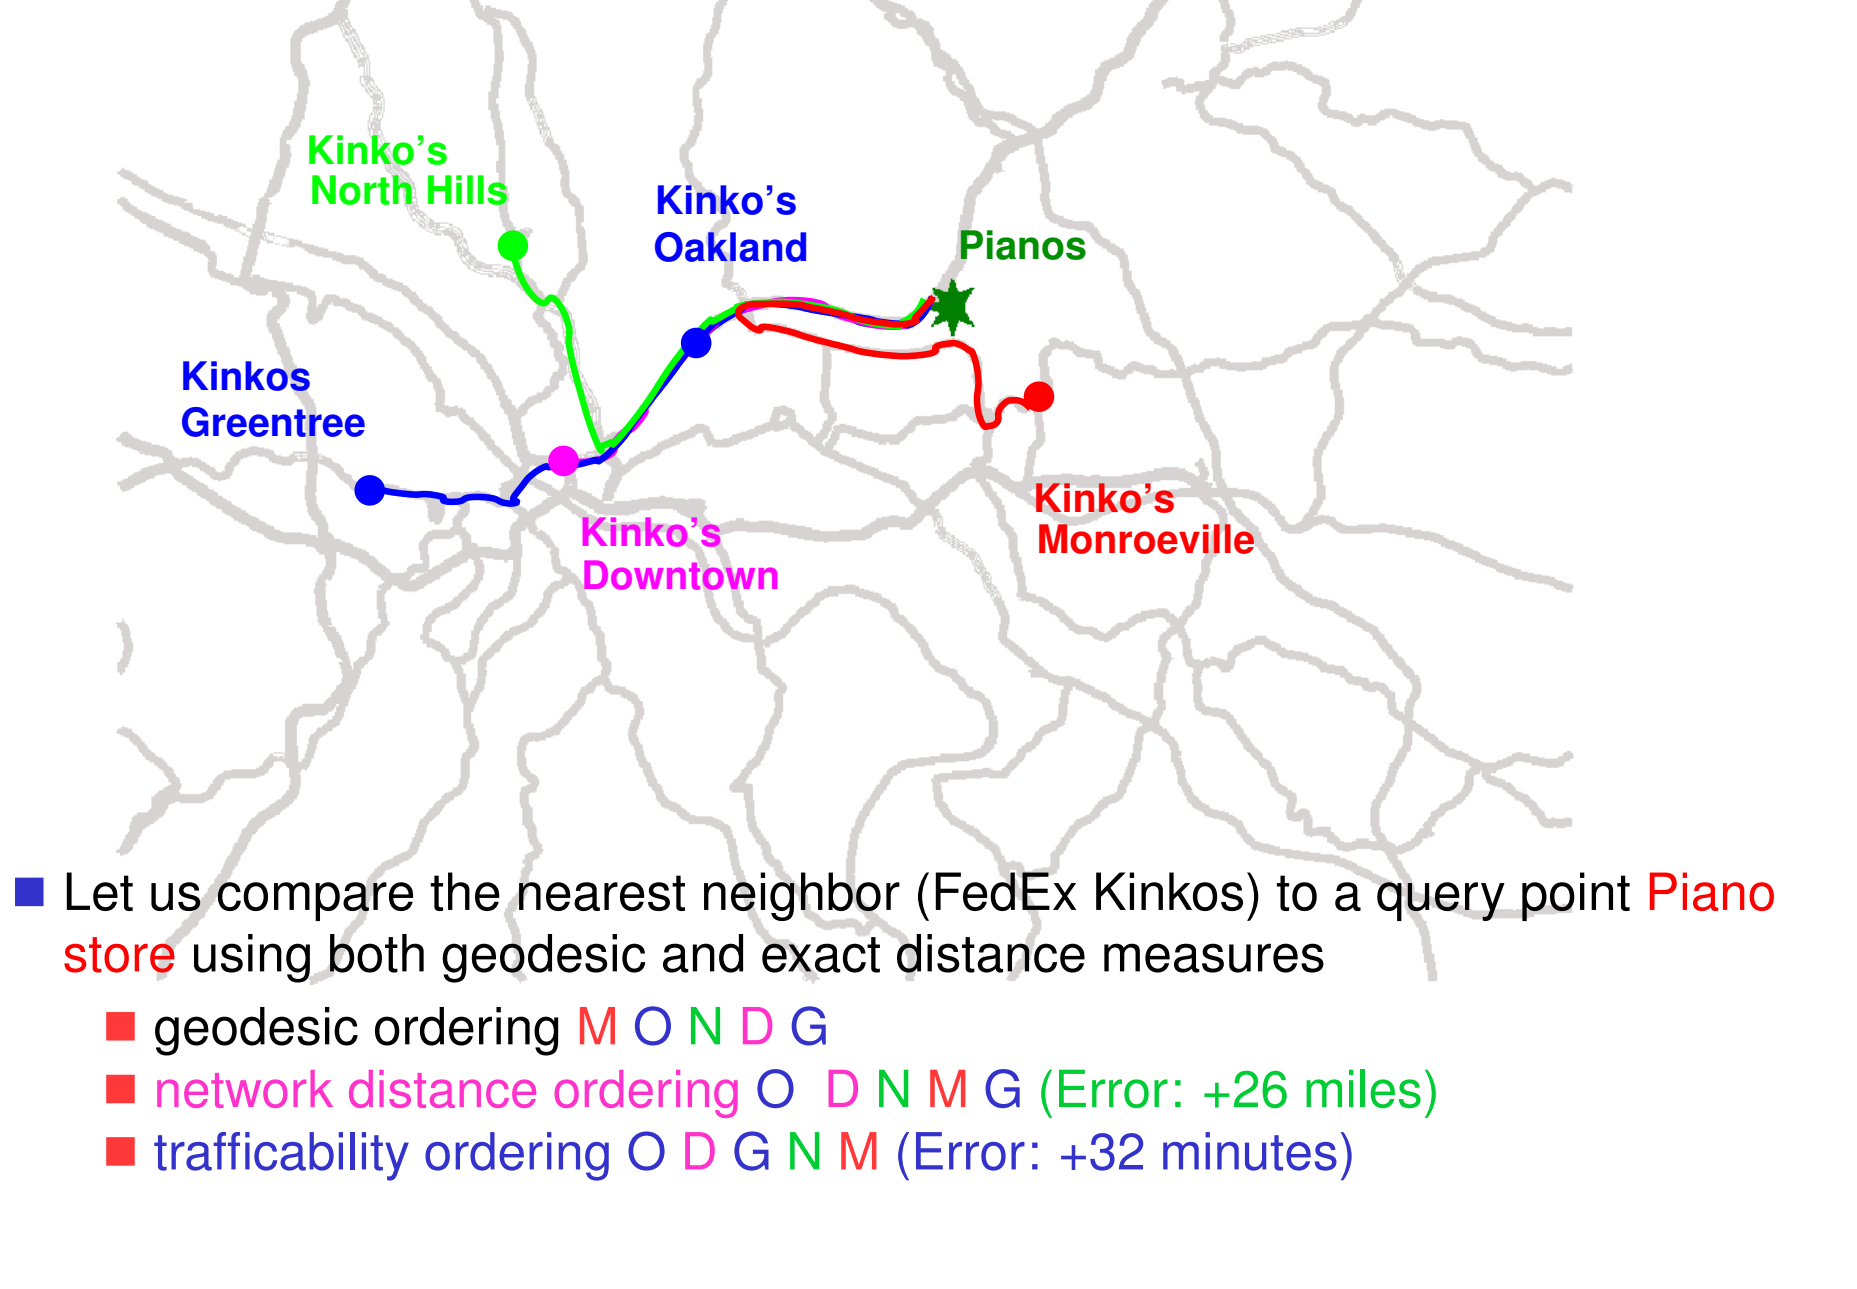 Kinko's
North Hills
Kinko's
Oakland
Pianos
Kinkos
Greentree
Kinko's
Monroeville
Kinko's
Downtown
Let us compare the nearest neighbor (FedEx Kinkos) to a query point Piano
store using both geodesic and exact distance measures
geodesic ordering M O N D G
network distance ordering O D N M G (Error: +26 miles)
trafficability ordering O D G N M (Error: +32 minutes)